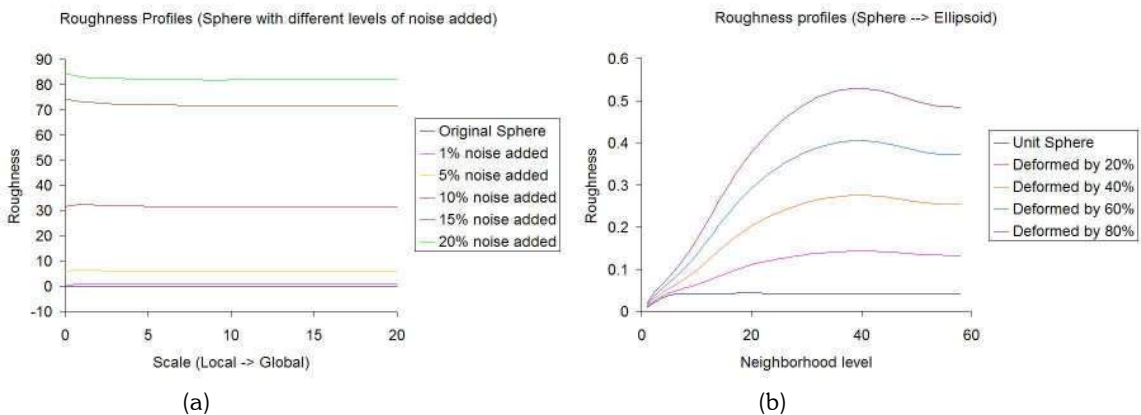 Roughness Profiles (Sphere with different levels of noise added)
90
80
70
60
50
40
30
20
10
0
-10
Roughness
0
5
10
15
20
Scale (Local -> Global)
Original Sphere
1% noise added
5% noise added
10% noise added
15% noise added
20% noise added
(a)
Roughness profiles (Sphere --> Ellipsoid)
0.6
0.5
0.4
0.3
0.2
0.1
0
Roughness
0
20
40
60
Neighborhood level
Unit Sphere
Deformed by 20%
Deformed by 40%
Deformed by 60%
Deformed by 80%
(b)